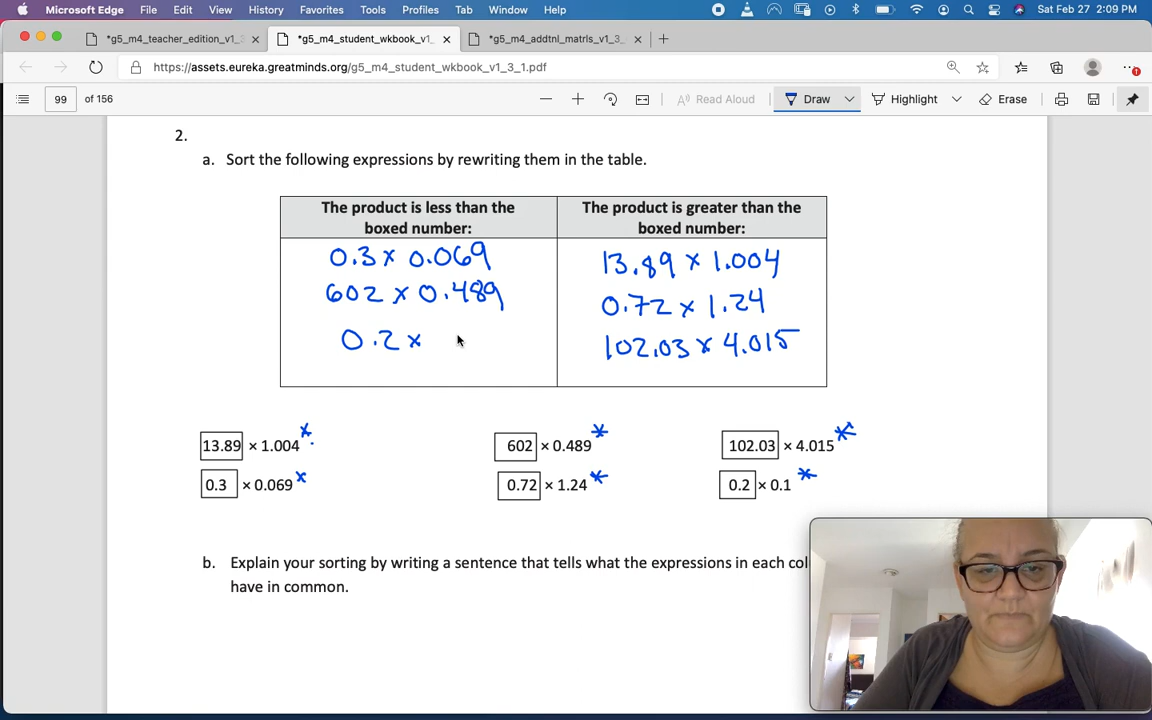 Microsoft Edge File Edit View History Favorites Tools Profiles Tab Window Help Sat Feb 27 2:09 PM
*g5_m4_teacher_edition_v1_ *g5_m4_student_wkbook_v1_ *g5_m4_addtnl_matrls_v1_3_
https://assets.eureka.greatminds.org/g5_m4_student_wkbook_v1_3_1.pdf
99 of 156 Read Aloud Draw Highlight Erase
2.
a. Sort the following expressions by rewriting them in the table.
The product is less than the boxed number:
The product is greater than the boxed number:
0.3 x 0.069
13.89 x 1.004
602 x 0.489
0.72 x 1.24
0.2 x
102.03 x 4.015
13.89 × 1.004 602 × 0.489 102.03 × 4.015
0.3 × 0.069 0.72 × 1.24 0.2 × 0.1
b. Explain your sorting by writing a sentence that tells what the expressions in each col
have in common.